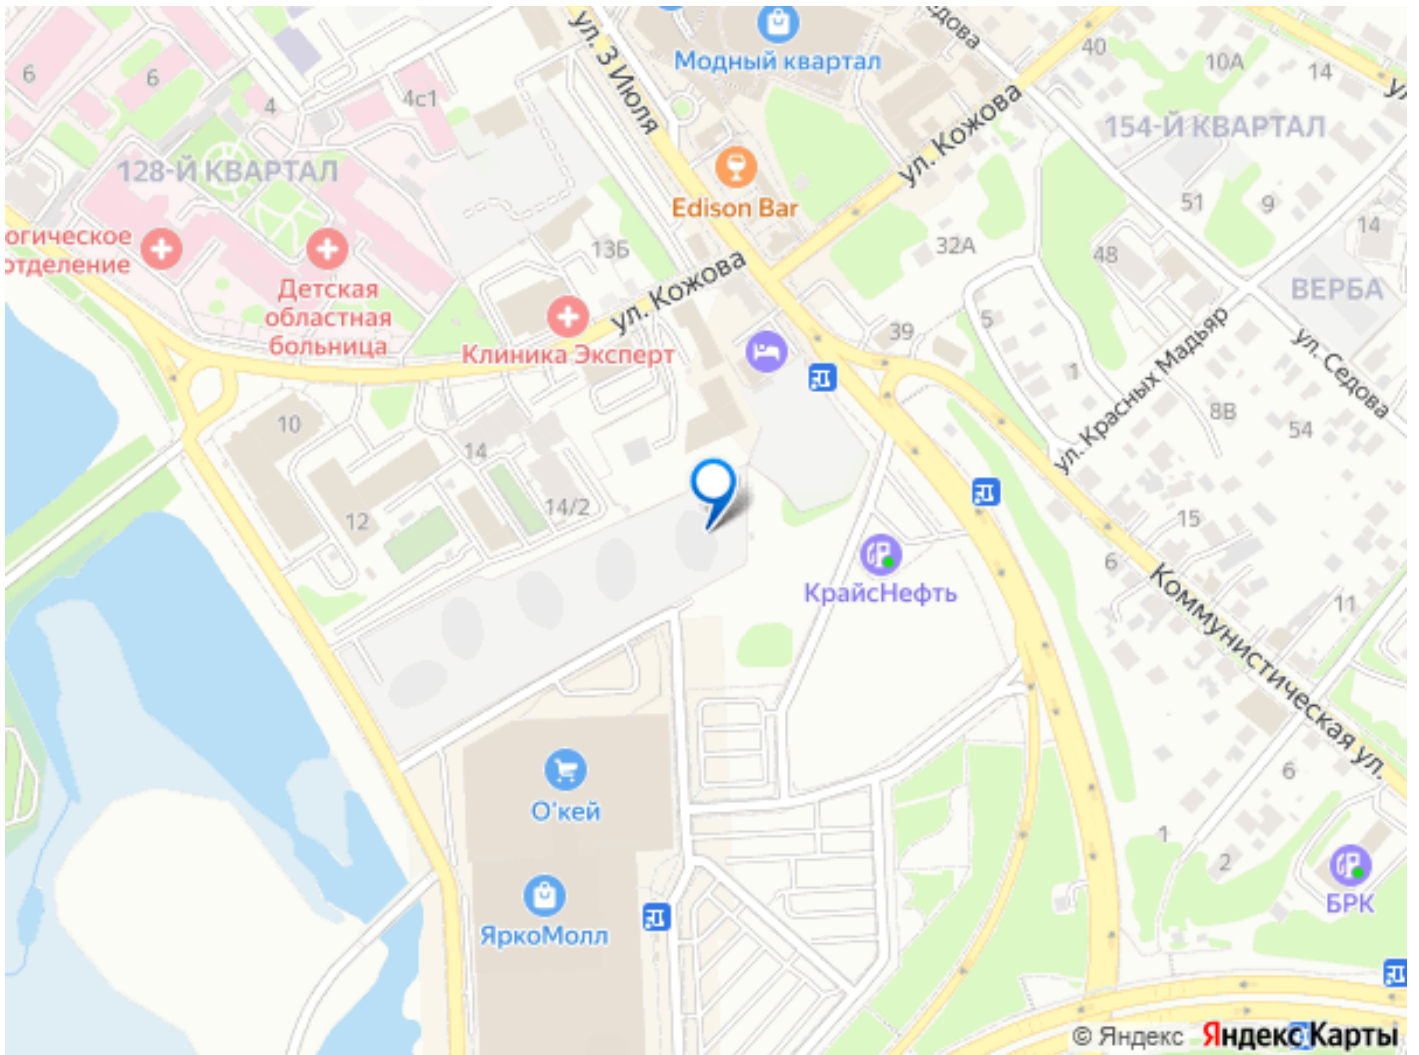 Седова
40
10А
14
Модный квартал
6
6
4
4с1
ул. 3 Июля
ул. Кожова
154-Й КВАРТАЛ
128-Й КВАРТАЛ
Edison Bar
51
9
14
огическое
отделение
13Б
32А
48
Детская
областная
больница
ул. Кожова
ВЕРБА
5
39
Клиника Эксперт
1
ул. Красных Мадьяр
ул. Седова
8В
54
10
14
14/2
12
15
6
КрайсНефть
Коммунистическая ул.
11
О'кей
6
1
2
БРК
ЯркоМолл
© Яндекс Яндекс Карты